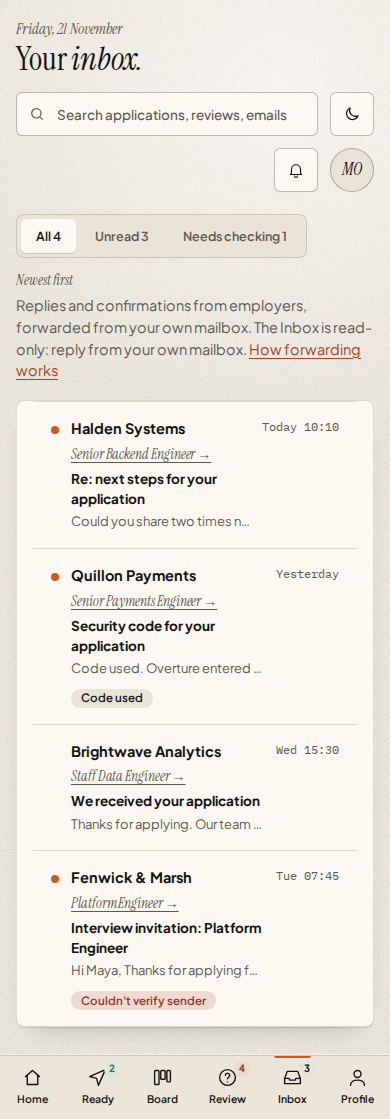 Friday, 21 November
Your inbox.
Search applications, reviews, emails
MO
All 4 Unread 3 Needs checking 1
Newest first
Replies and confirmations from employers,
forwarded from your own mailbox. The Inbox is read-
only: reply from your own mailbox. How forwarding
works
Halden Systems Today 10:10
Senior Backend Engineer →
Re: next steps for your
application
Could you share two times n…
Quillon Payments Yesterday
Senior Payments Engineer →
Security code for your
application
Code used. Overture entered …
Code used
Brightwave Analytics Wed 15:30
Staff Data Engineer →
We received your application
Thanks for applying. Our team …
Fenwick & Marsh Tue 07:45
Platform Engineer →
Interview invitation: Platform
Engineer
Hi Maya, Thanks for applying f…
Couldn't verify sender
2 4 3
Home Ready Board Review Inbox Profile